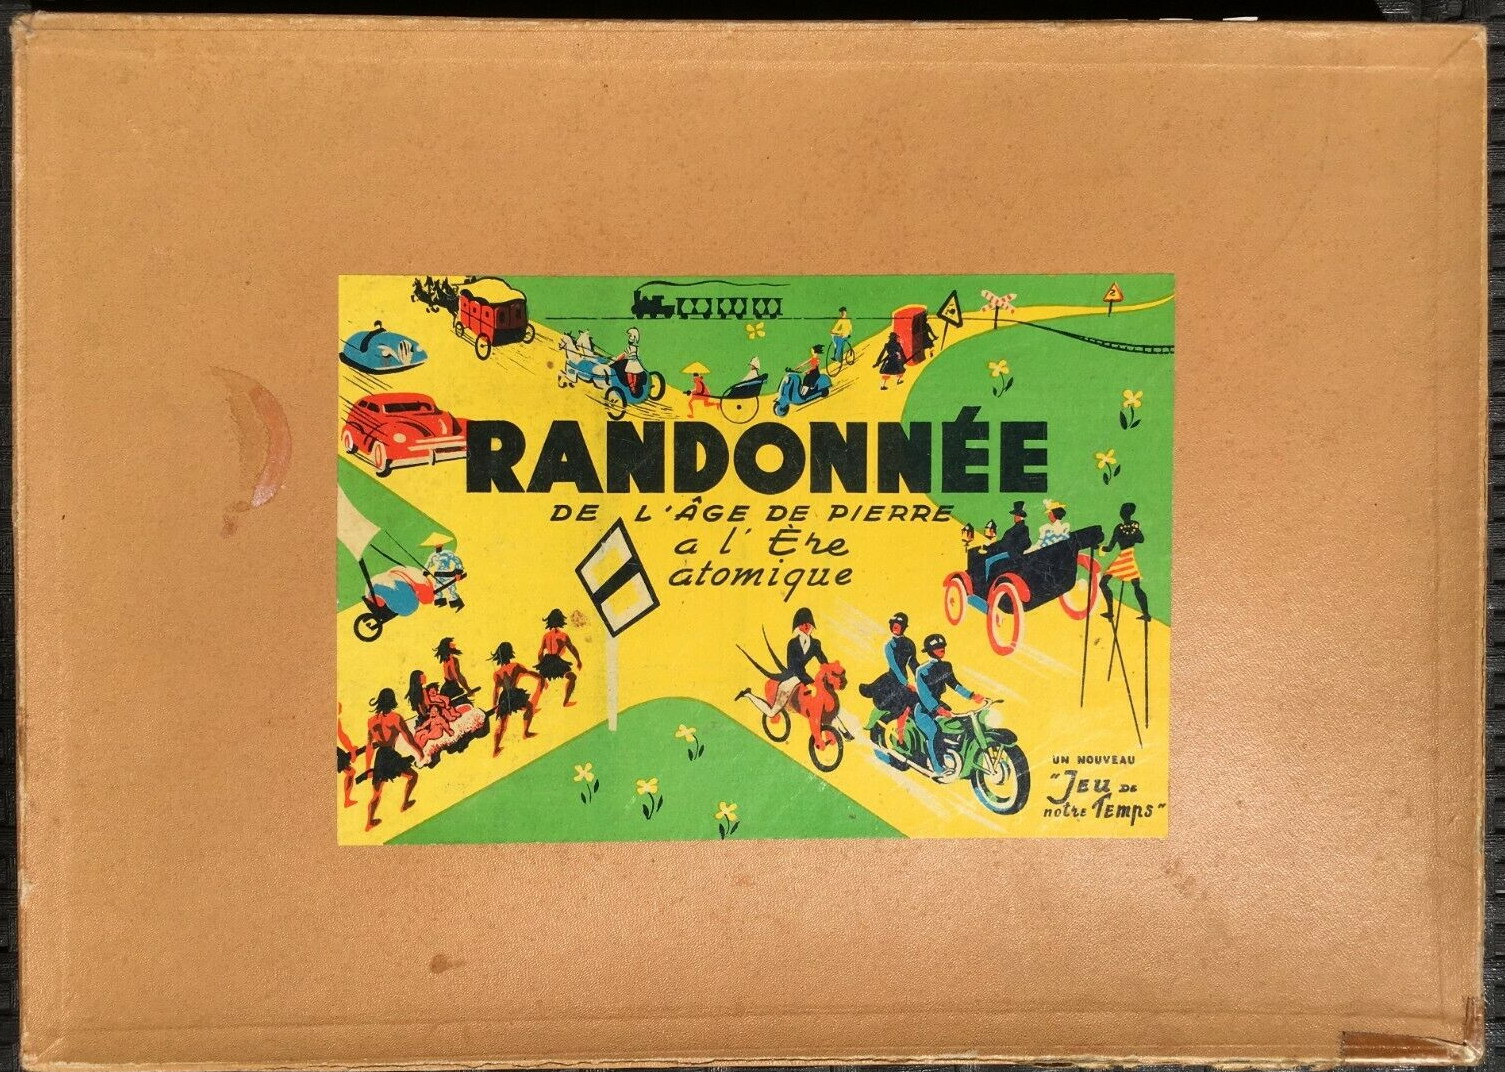 RANDONNÉE
DE L'ÂGE DE PIERRE
a l'Ère
atomique
UN NOUVEAU
"JEU DE
notre Temps"